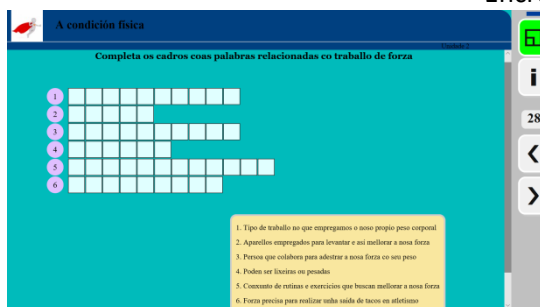 A condición física
Unidade 2
Completa os cadros coas palabras relacionadas co traballo de forza
1
2
3
4
5
6
28
1. Tipo de traballo no que empregamos o noso propio peso corporal
2. Aparellos empregados para levantar e así mellorar a nosa forza
3. Persoa que colabora para adestrar a nosa forza co seu peso
4. Poden ser lixeiras ou pesadas
5. Conxunto de rutinas e exercicios que buscan mellorar a nosa forza
6. Forza precisa para realizar unha saída de tacos en atletismo